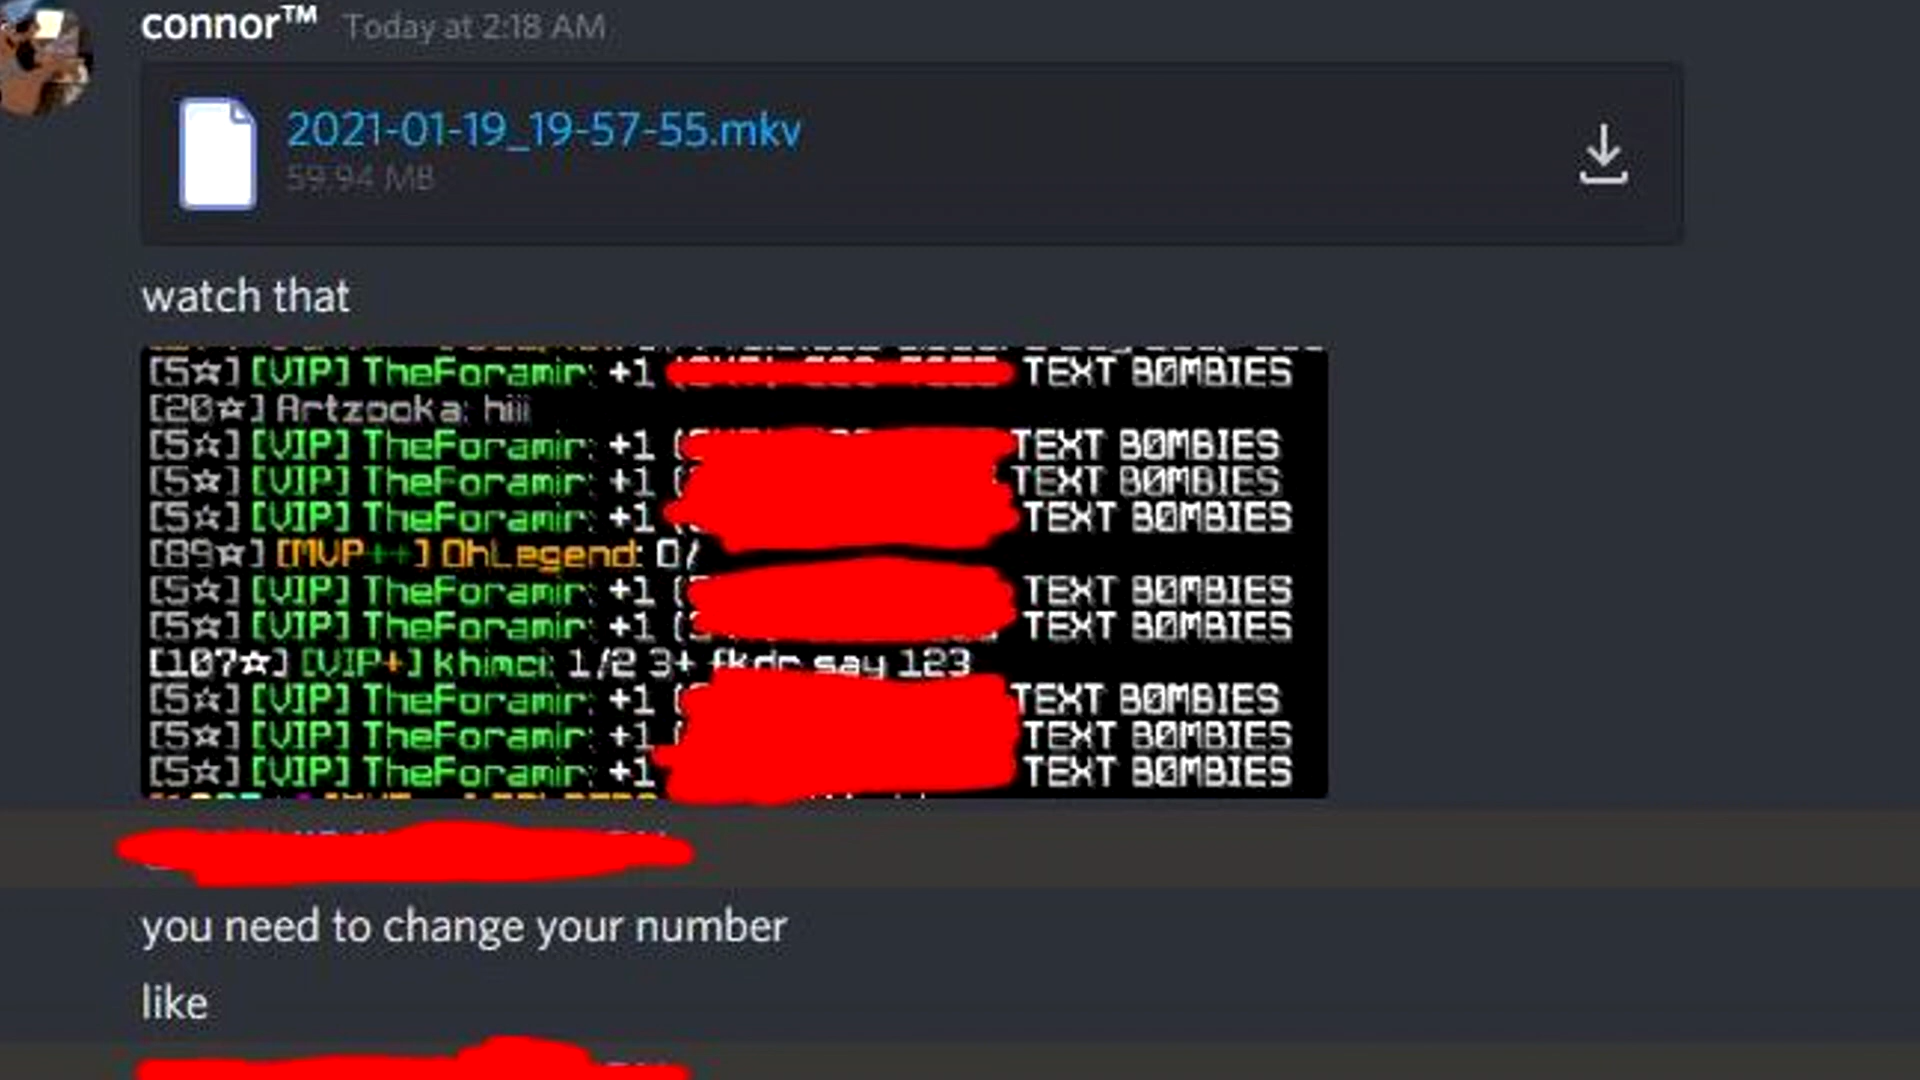 connor™ Today at 2:18 AM
2021-01-19_19-57-55.mkv
59.94 MB
watch that
[5☆] [VIP] TheForamir: +1 TEXT BOMBIES
[20☆] Artzooka: hiii
[5☆] [VIP] TheForamir: +1 ( TEXT BOMBIES
[5☆] [VIP] TheForamir: +1 ( TEXT BOMBIES
[5☆] [VIP] TheForamir: +1 TEXT BOMBIES
[89☆] [MVP++] OhLegend: O/
[5☆] [VIP] TheForamir: +1 ( TEXT BOMBIES
[5☆] [VIP] TheForamir: +1 ( TEXT BOMBIES
[107☆] [VIP+] khimci: 1/2 3+ fkdr say 123
[5☆] [VIP] TheForamir: +1 ( TEXT BOMBIES
[5☆] [VIP] TheForamir: +1 TEXT BOMBIES
[5☆] [VIP] TheForamir: +1 TEXT BOMBIES
you need to change your number
like